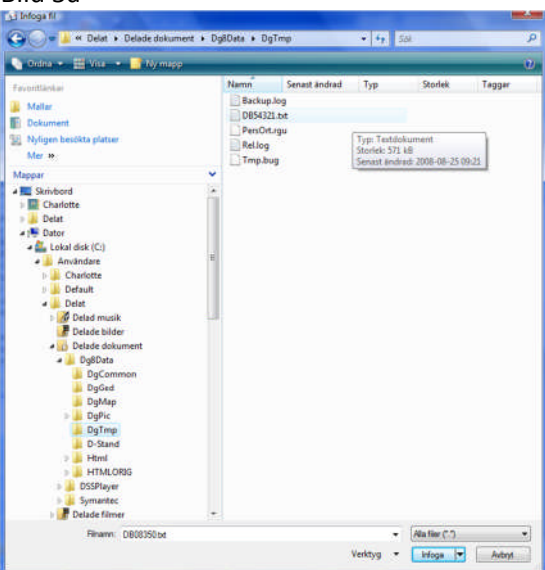 Infoga fil
« Delat ▸ Delade dokument ▸ Dg8Data ▸ DgTmp
Sök
Ordna Visa Ny mapp
Favoritlänkar
Mallar
Dokument
Nyligen besökta platser
Mer »
Mappar
Skrivbord
Charlotte
Delat
Dator
Lokal disk (C:)
Användare
Charlotte
Default
Delat
Delad musik
Delade bilder
Delade dokument
Dg8Data
DgCommon
DgGed
DgMap
DgPic
DgTmp
D-Stand
Html
HTMLORIG
DSSPlayer
Symantec
Delade filmer
Namn Senast ändrad Typ Storlek Taggar
Backup.log
DB54321.txt
PersOrt.rgu
Rel.log
Tmp.bug
Typ: Textdokument
Storlek: 571 kB
Senast ändrad: 2008-08-25 09:21
Filnamn: DB08350.txt
Alla filer (*.*)
Verktyg Infoga Avbryt